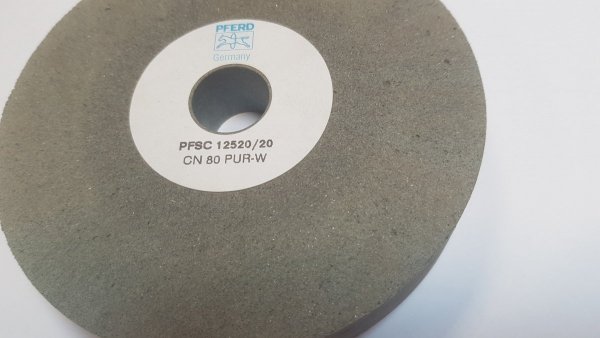 PFERD
Germany
PFSC 12520/20
CN 80 PUR-W